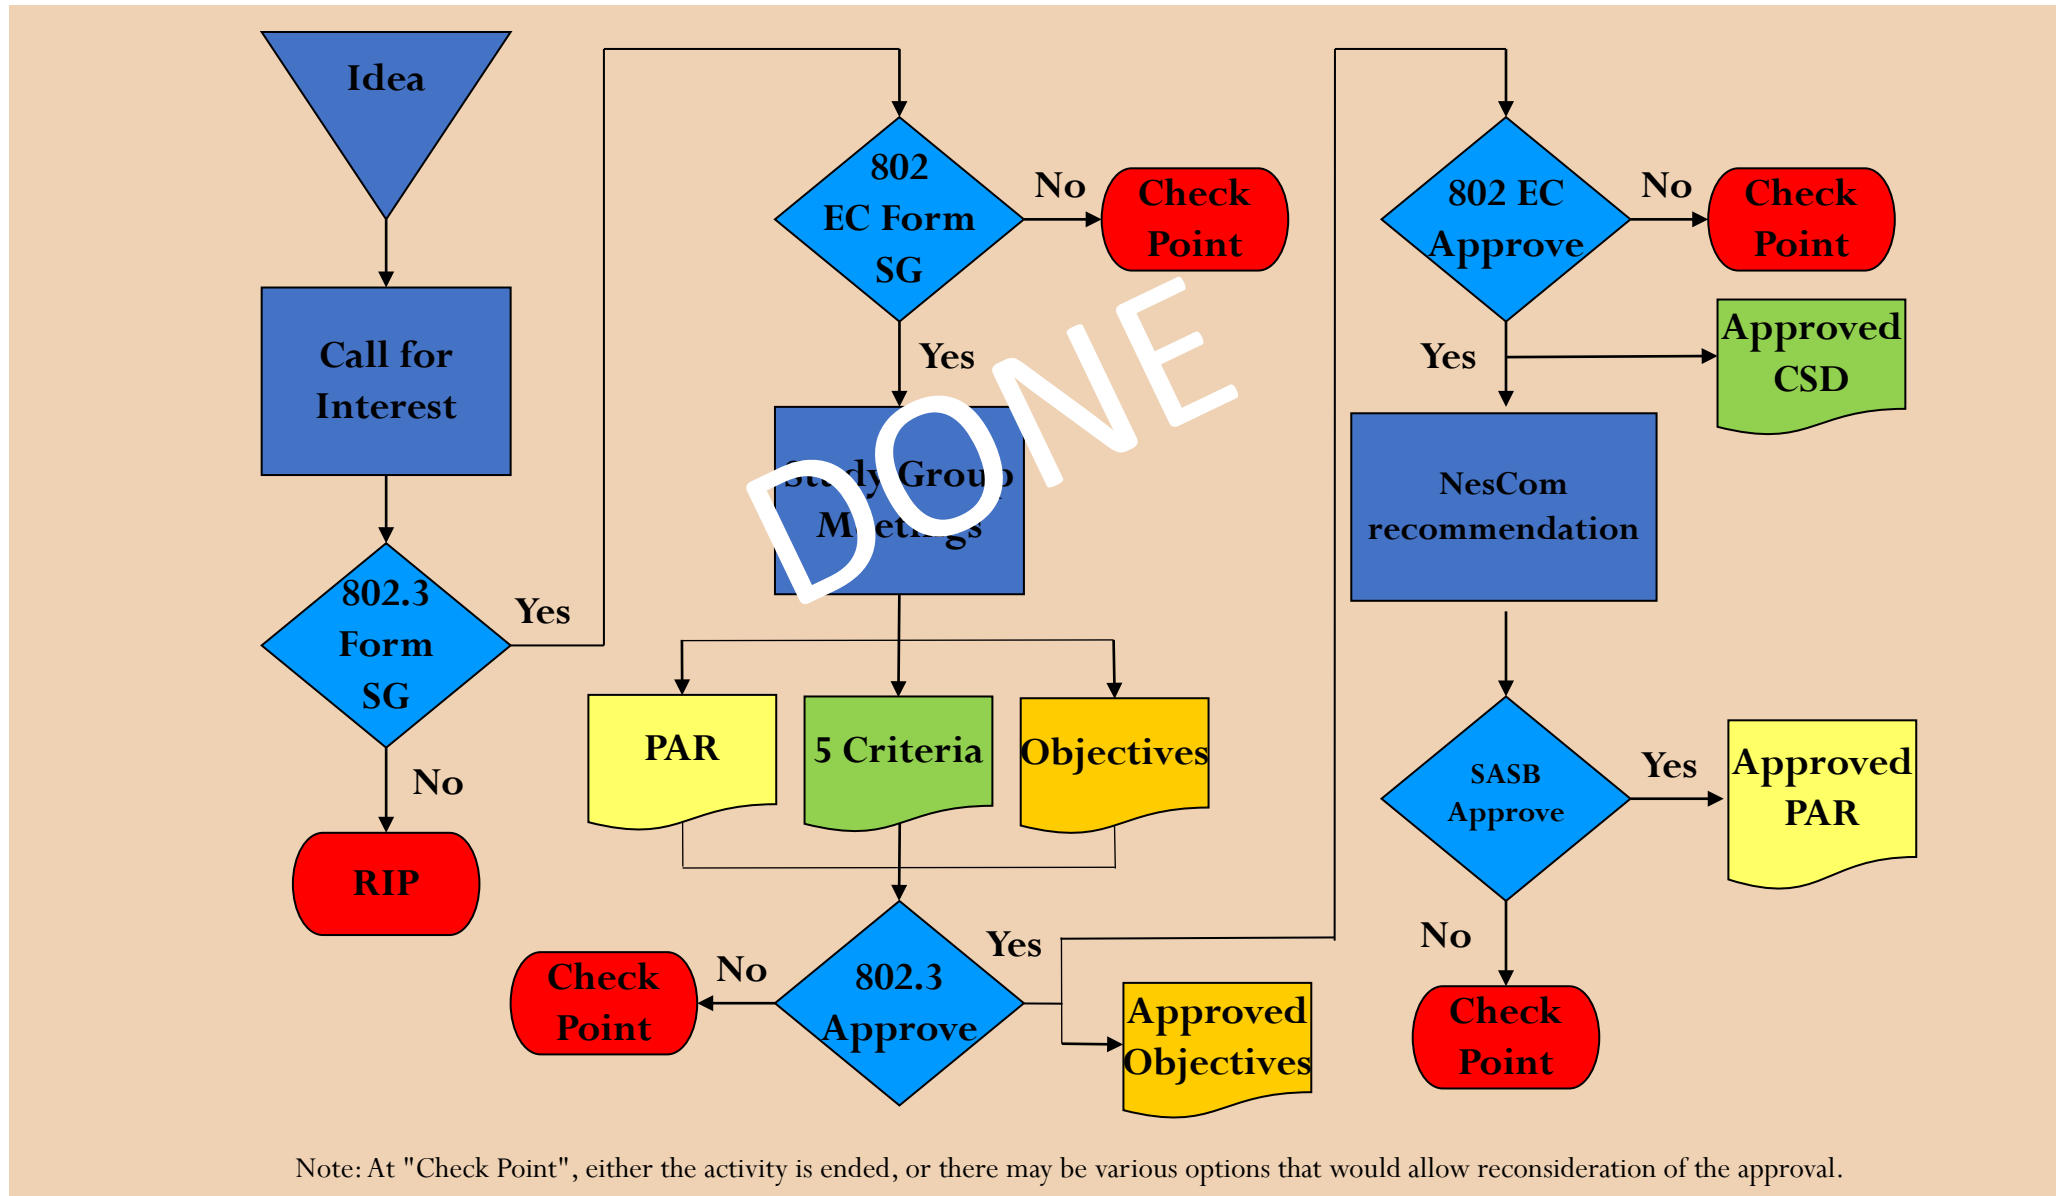 Idea
Call for
Interest
802.3
Form
SG
Yes
No
RIP
802
EC Form
SG
No
Check
Point
Yes
Study Group
Meetings
DONE
PAR
5 Criteria
Objectives
802.3
Approve
No
Check
Point
Yes
Approved
Objectives
802 EC
Approve
No
Check
Point
Yes
Approved
CSD
NesCom
recommendation
SASB
Approve
Yes
Approved
PAR
No
Check
Point
Note: At "Check Point", either the activity is ended, or there may be various options that would allow reconsideration of the approval.